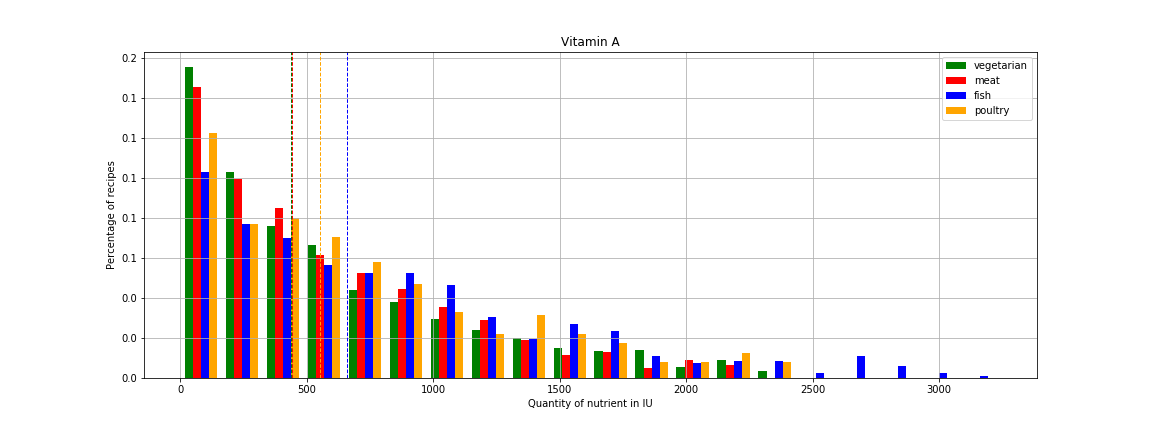 Vitamin A
0.2
0.1
0.1
0.1
0.1
0.1
0.0
0.0
0.0
Percentage of recipes
vegetarian
meat
fish
poultry
0 500 1000 1500 2000 2500 3000
Quantity of nutrient in IU